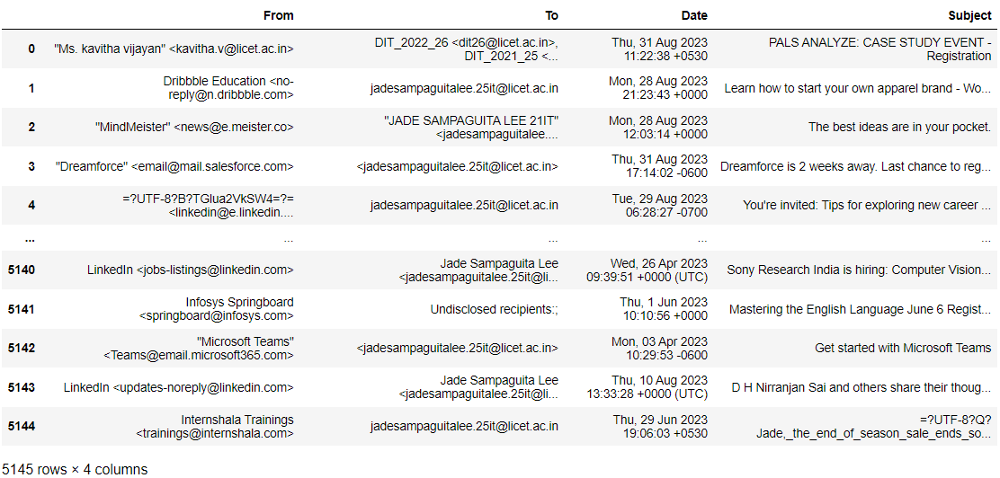 From To Date Subject
0 "Ms. kavitha vijayan" <kavitha.v@licet.ac.in> DIT_2022_26 <dit26@licet.ac.in>, DIT_2021_25 <... Thu, 31 Aug 2023 11:22:38 +0530 PALS ANALYZE: CASE STUDY EVENT - Registration
1 Dribbble Education <no-reply@n.dribbble.com> jadesampaguitalee.25it@licet.ac.in Mon, 28 Aug 2023 21:23:43 +0000 Learn how to start your own apparel brand - Wo...
2 "MindMeister" <news@e.meister.co> "JADE SAMPAGUITA LEE 21IT" <jadesampaguitalee.... Mon, 28 Aug 2023 12:03:14 +0000 The best ideas are in your pocket.
3 "Dreamforce" <email@mail.salesforce.com> <jadesampaguitalee.25it@licet.ac.in> Thu, 31 Aug 2023 17:14:02 -0600 Dreamforce is 2 weeks away. Last chance to reg...
4 =?UTF-8?B?TGlua2VkSW4=?= <linkedin@e.linkedin.... jadesampaguitalee.25it@licet.ac.in Tue, 29 Aug 2023 06:28:27 -0700 You're invited: Tips for exploring new career ...
... ... ... ... ...
5140 LinkedIn <jobs-listings@linkedin.com> Jade Sampaguita Lee <jadesampaguitalee.25it@li... Wed, 26 Apr 2023 09:39:51 +0000 (UTC) Sony Research India is hiring: Computer Vision...
5141 Infosys Springboard <springboard@infosys.com> Undisclosed recipients:; Thu, 1 Jun 2023 10:10:56 +0000 Mastering the English Language June 6 Regist...
5142 "Microsoft Teams" <Teams@email.microsoft365.com> <jadesampaguitalee.25it@licet.ac.in> Mon, 03 Apr 2023 10:29:53 -0600 Get started with Microsoft Teams
5143 LinkedIn <updates-noreply@linkedin.com> Jade Sampaguita Lee <jadesampaguitalee.25it@li... Thu, 10 Aug 2023 13:33:28 +0000 (UTC) D H Nirranjan Sai and others share their thoug...
5144 Internshala Trainings <trainings@internshala.com> jadesampaguitalee.25it@licet.ac.in Thu, 29 Jun 2023 19:06:03 +0530 =?UTF-8?Q?Jade,_the_end_of_season_sale_ends_so...
5145 rows × 4 columns